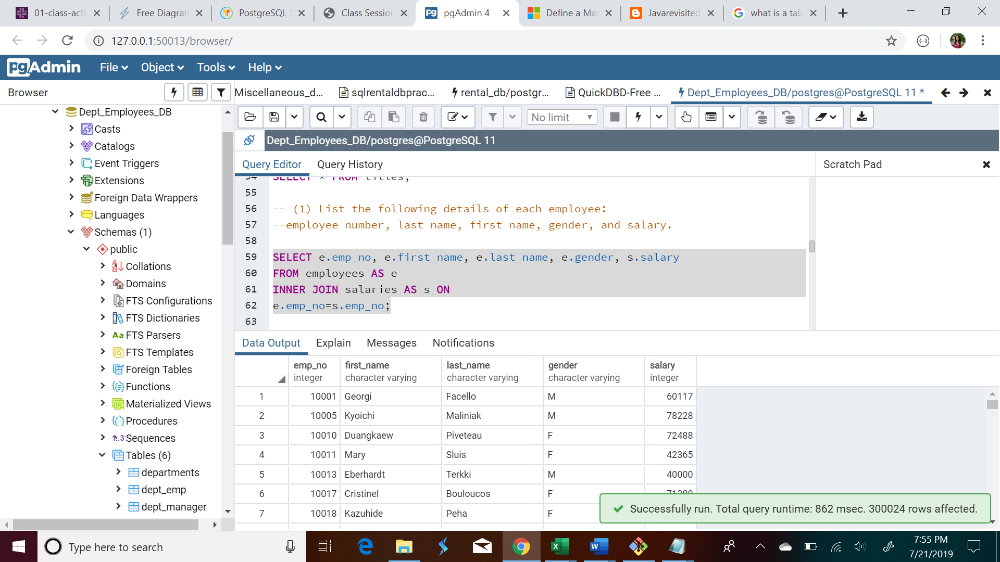 01-class-acti
Free Diagram
PostgreSQL S
Class Session
pgAdmin 4
Define a Ma
Javarevisited
what is a tab
127.0.0.1:50013/browser/
pgAdmin
File
Object
Tools
Help
Browser
Miscellaneous_d...
sqlrentaldbprac...
rental_db/postgr...
QuickDBD-Free ...
Dept_Employees_DB/postgres@PostgreSQL 11 *
No limit
Dept_Employees_DB/postgres@PostgreSQL 11
Query Editor
Query History
Scratch Pad
Dept_Employees_DB
Casts
Catalogs
Event Triggers
Extensions
Foreign Data Wrappers
Languages
Schemas (1)
public
Collations
Domains
FTS Configurations
FTS Dictionaries
Aa FTS Parsers
FTS Templates
Foreign Tables
Functions
Materialized Views
Procedures
1..3 Sequences
Tables (6)
departments
dept_emp
dept_manager
54 SELECT * FROM titles;
55
56 -- (1) List the following details of each employee:
57 --employee number, last name, first name, gender, and salary.
58
59 SELECT e.emp_no, e.first_name, e.last_name, e.gender, s.salary
60 FROM employees AS e
61 INNER JOIN salaries AS s ON
62 e.emp_no=s.emp_no;
63
Data Output
Explain
Messages
Notifications
emp_no first_name last_name gender salary
integer character varying character varying character varying integer
1 10001 Georgi Facello M 60117
2 10005 Kyoichi Maliniak M 78228
3 10010 Duangkaew Piveteau F 72488
4 10011 Mary Sluis F 42365
5 10013 Eberhardt Terkki M 40000
6 10017 Cristinel Bouloucos F
7 10018 Kazuhide Peha F
Successfully run. Total query runtime: 862 msec. 300024 rows affected.
Type here to search
7:55 PM
7/21/2019